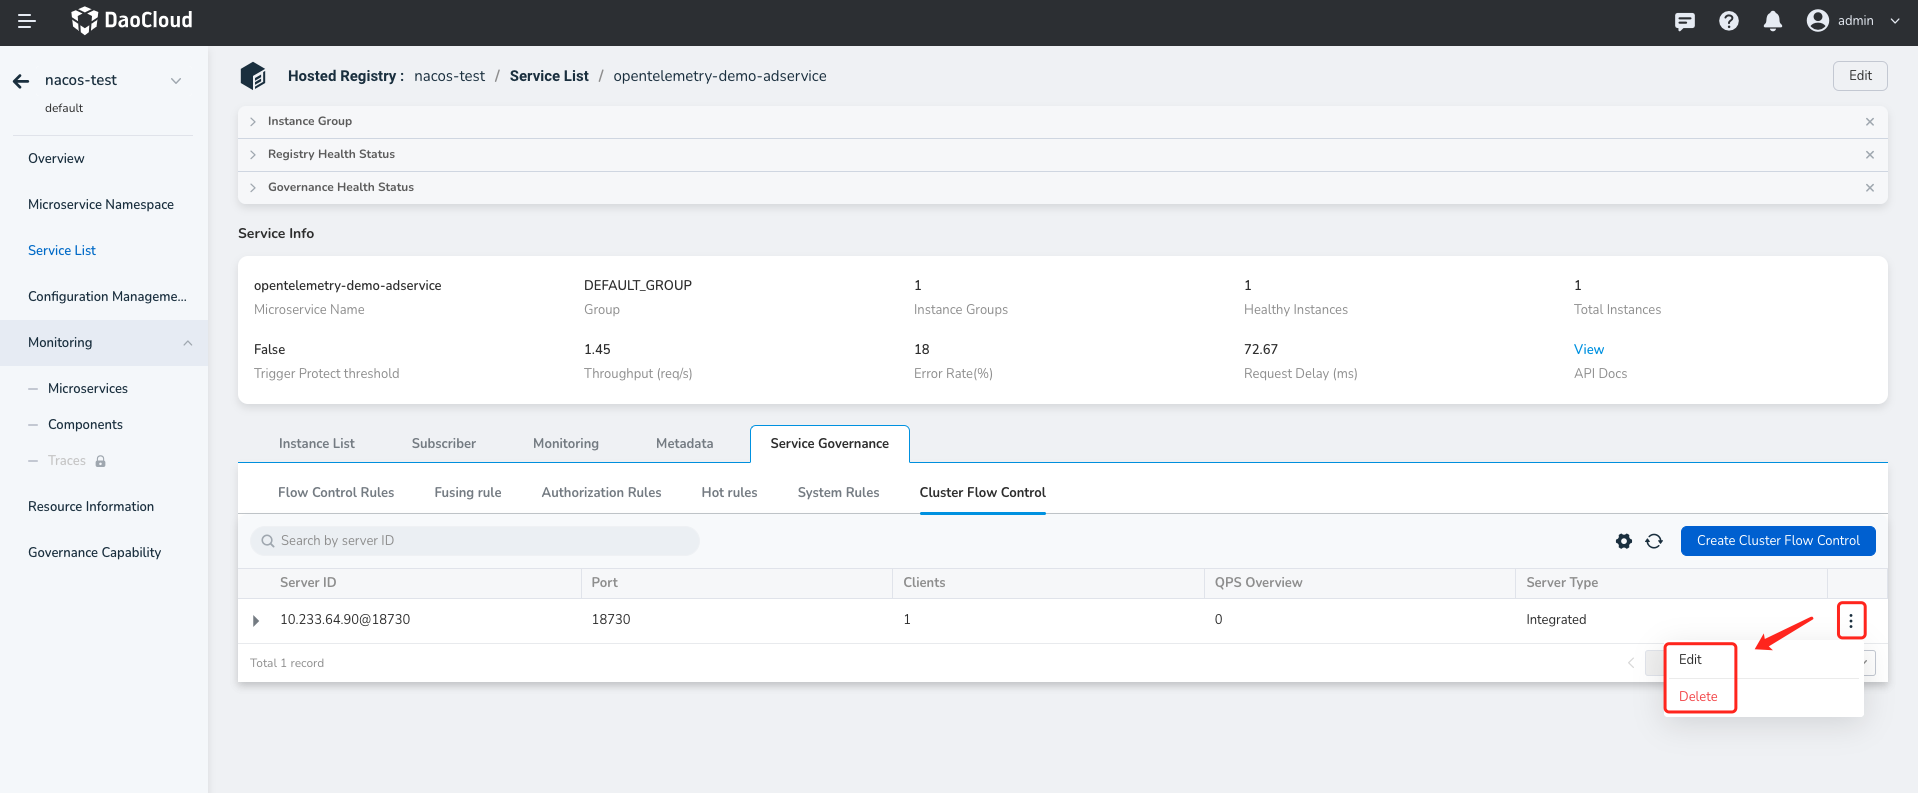 DaoCloud
admin
nacos-test
default
Overview
Microservice Namespace
Service List
Configuration Manageme...
Monitoring
Microservices
Components
Traces
Resource Information
Governance Capability
Hosted Registry : nacos-test / Service List / opentelemetry-demo-adservice
Edit
Instance Group
Registry Health Status
Governance Health Status
Service Info
opentelemetry-demo-adservice DEFAULT_GROUP 1 1 1
Microservice Name Group Instance Groups Healthy Instances Total Instances
False 1.45 18 72.67 View
Trigger Protect threshold Throughput (req/s) Error Rate(%) Request Delay (ms) API Docs
Instance List Subscriber Monitoring Metadata Service Governance
Flow Control Rules Fusing rule Authorization Rules Hot rules System Rules Cluster Flow Control
Search by server ID
Create Cluster Flow Control
Server ID Port Clients QPS Overview Server Type
10.233.64.90@18730 18730 1 0 Integrated
Total 1 record
Edit
Delete